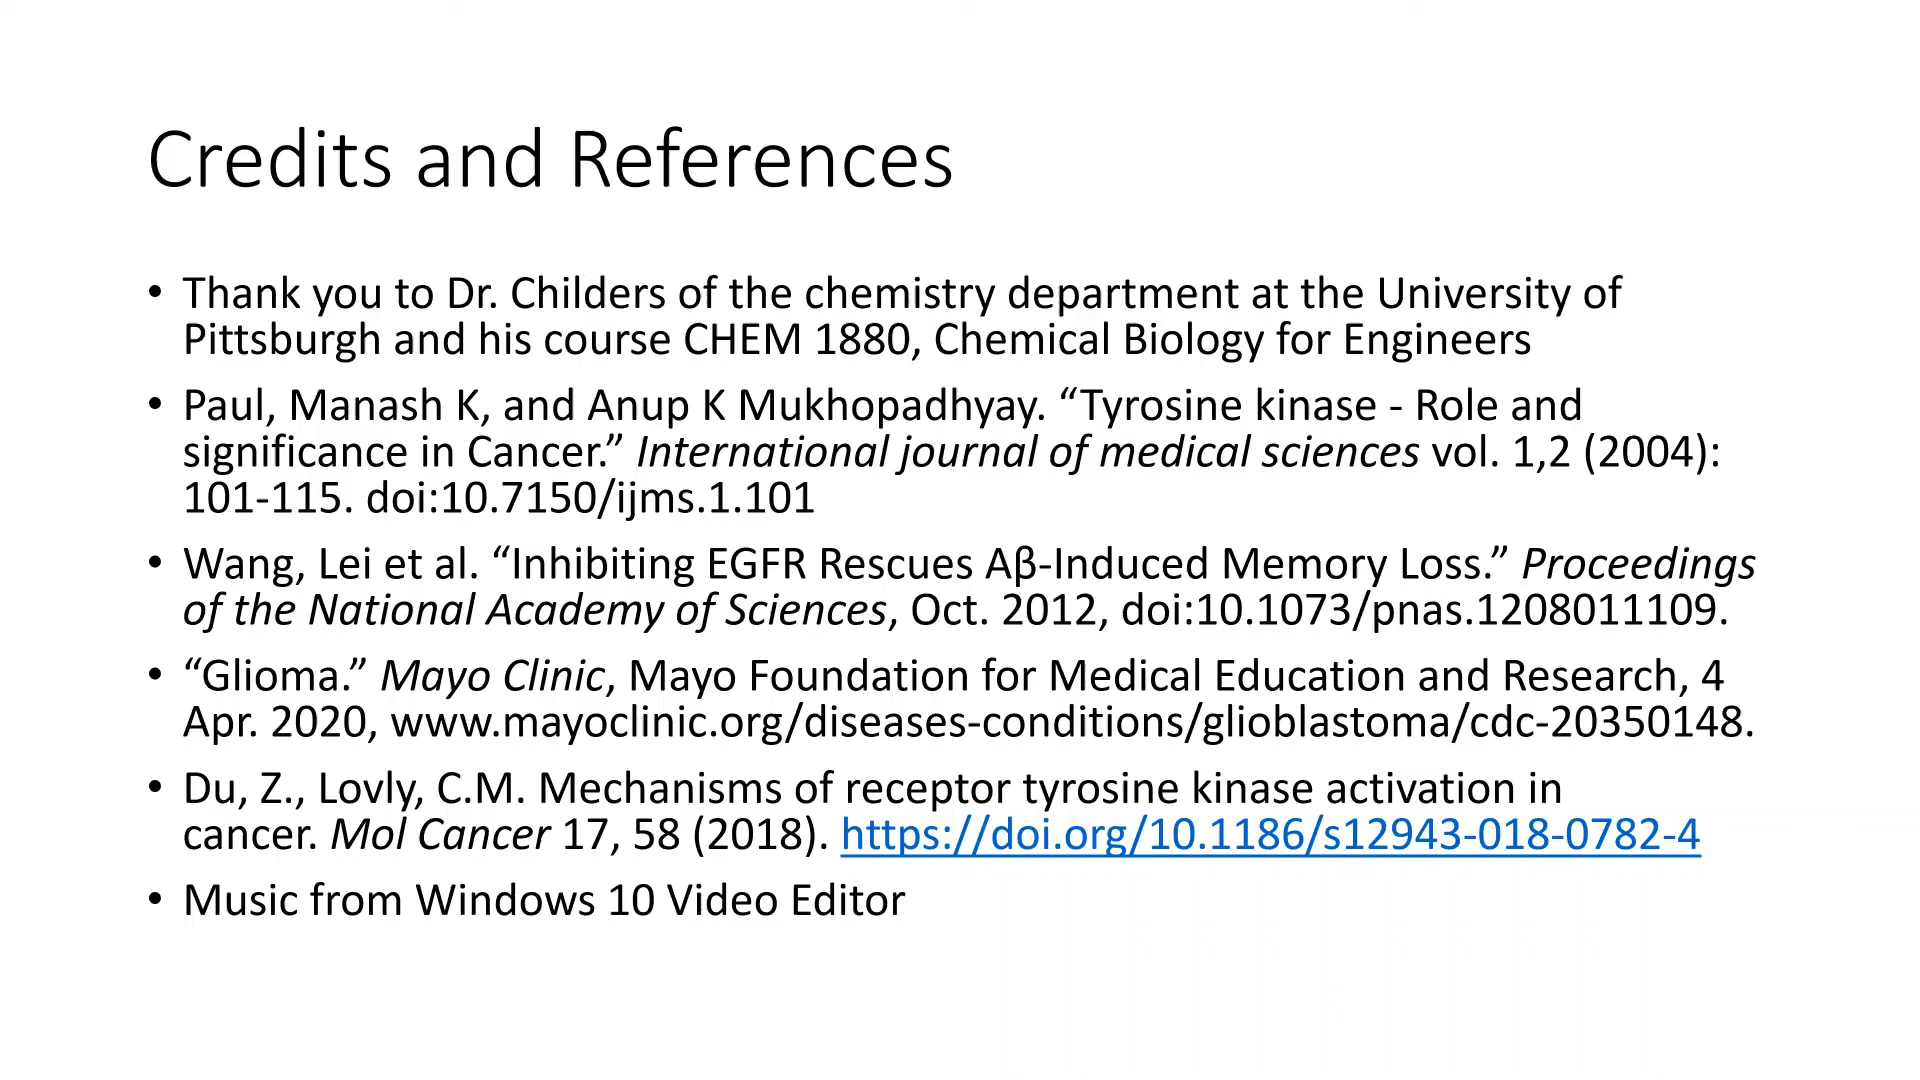 Credits and References
• Thank you to Dr. Childers of the chemistry department at the University of
Pittsburgh and his course CHEM 1880, Chemical Biology for Engineers
• Paul, Manash K, and Anup K Mukhopadhyay. “Tyrosine kinase - Role and
significance in Cancer.” International journal of medical sciences vol. 1,2 (2004):
101-115. doi:10.7150/ijms.1.101
• Wang, Lei et al. “Inhibiting EGFR Rescues Aβ-Induced Memory Loss.” Proceedings
of the National Academy of Sciences, Oct. 2012, doi:10.1073/pnas.1208011109.
• “Glioma.” Mayo Clinic, Mayo Foundation for Medical Education and Research, 4
Apr. 2020, www.mayoclinic.org/diseases-conditions/glioblastoma/cdc-20350148.
• Du, Z., Lovly, C.M. Mechanisms of receptor tyrosine kinase activation in
cancer. Mol Cancer 17, 58 (2018). https://doi.org/10.1186/s12943-018-0782-4
• Music from Windows 10 Video Editor